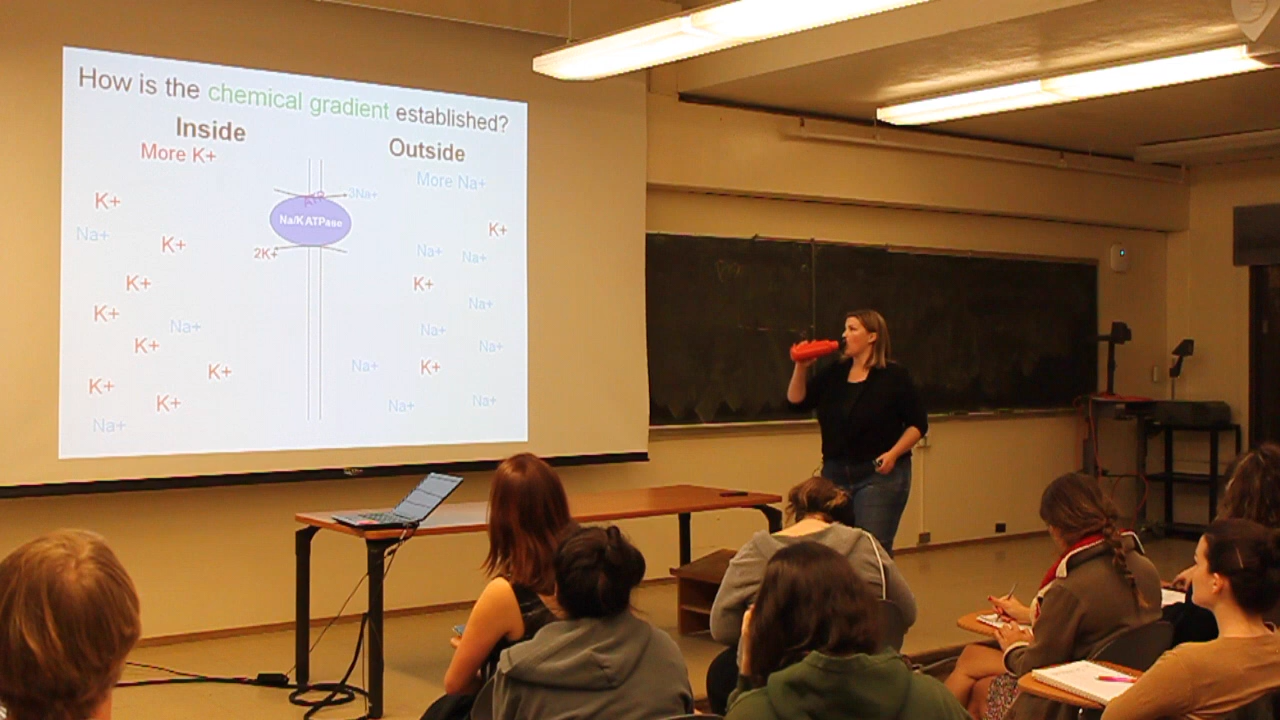 How is the chemical gradient established?
Inside
Outside
More K+
More Na+
ATP
3Na+
Na/KATPase
2K+
K+
Na+
K+
K+
K+
Na+
K+
K+
K+
K+
Na+
K+
Na+
Na+
K+
Na+
Na+
Na+
Na+
K+
Na+
Na+